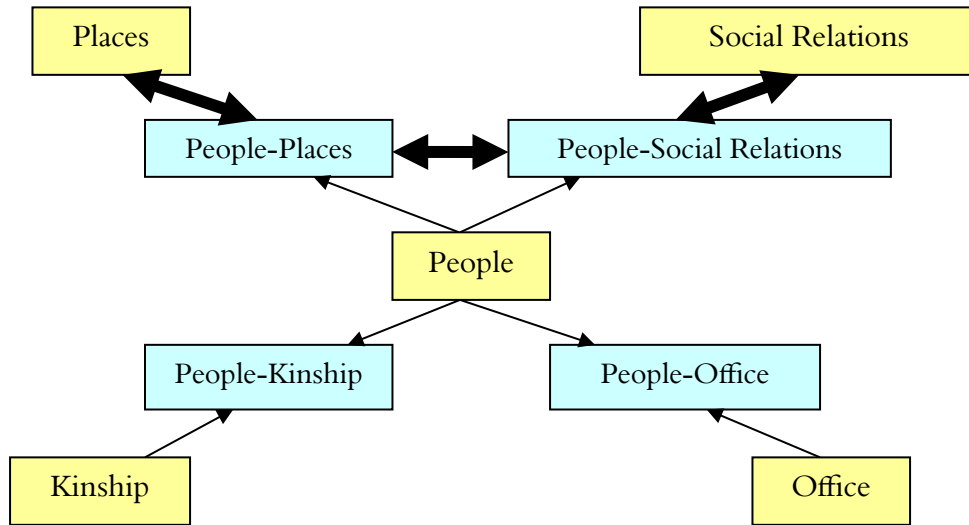 Places
Social Relations
People-Places
People-Social Relations
People
People-Kinship
People-Office
Kinship
Office